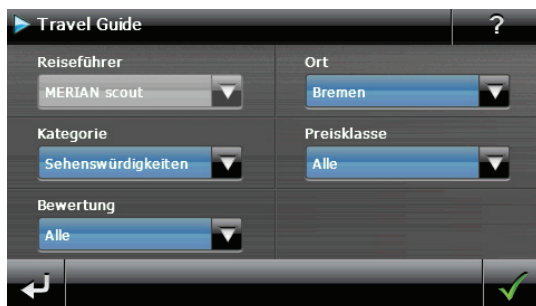 Travel Guide ?
Reiseführer
MERIAN scout
Ort
Bremen
Kategorie
Sehenswürdigkeiten
Preisklasse
Alle
Bewertung
Alle